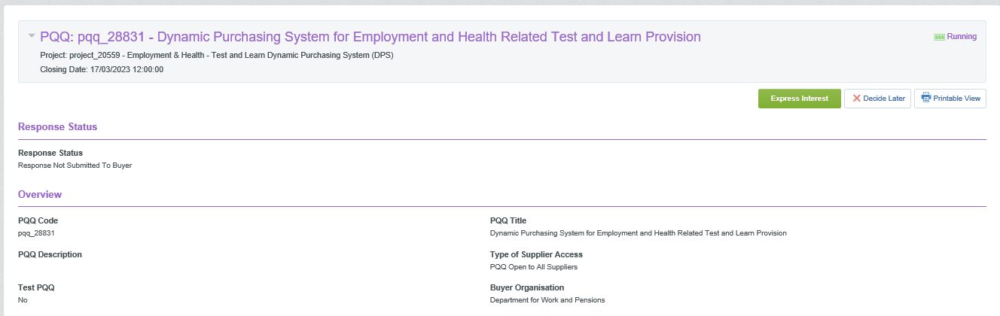 PQQ: pqq_28831 - Dynamic Purchasing System for Employment and Health Related Test and Learn Provision
Running
Project: project_20559 - Employment & Health - Test and Learn Dynamic Purchasing System (DPS)
Closing Date: 17/03/2023 12:00:00
Express Interest
Decide Later
Printable View
Response Status
Response Status
Response Not Submitted To Buyer
Overview
PQQ Code
pqq_28831
PQQ Title
Dynamic Purchasing System for Employment and Health Related Test and Learn Provision
PQQ Description
Type of Supplier Access
PQQ Open to All Suppliers
Test PQQ
No
Buyer Organisation
Department for Work and Pensions